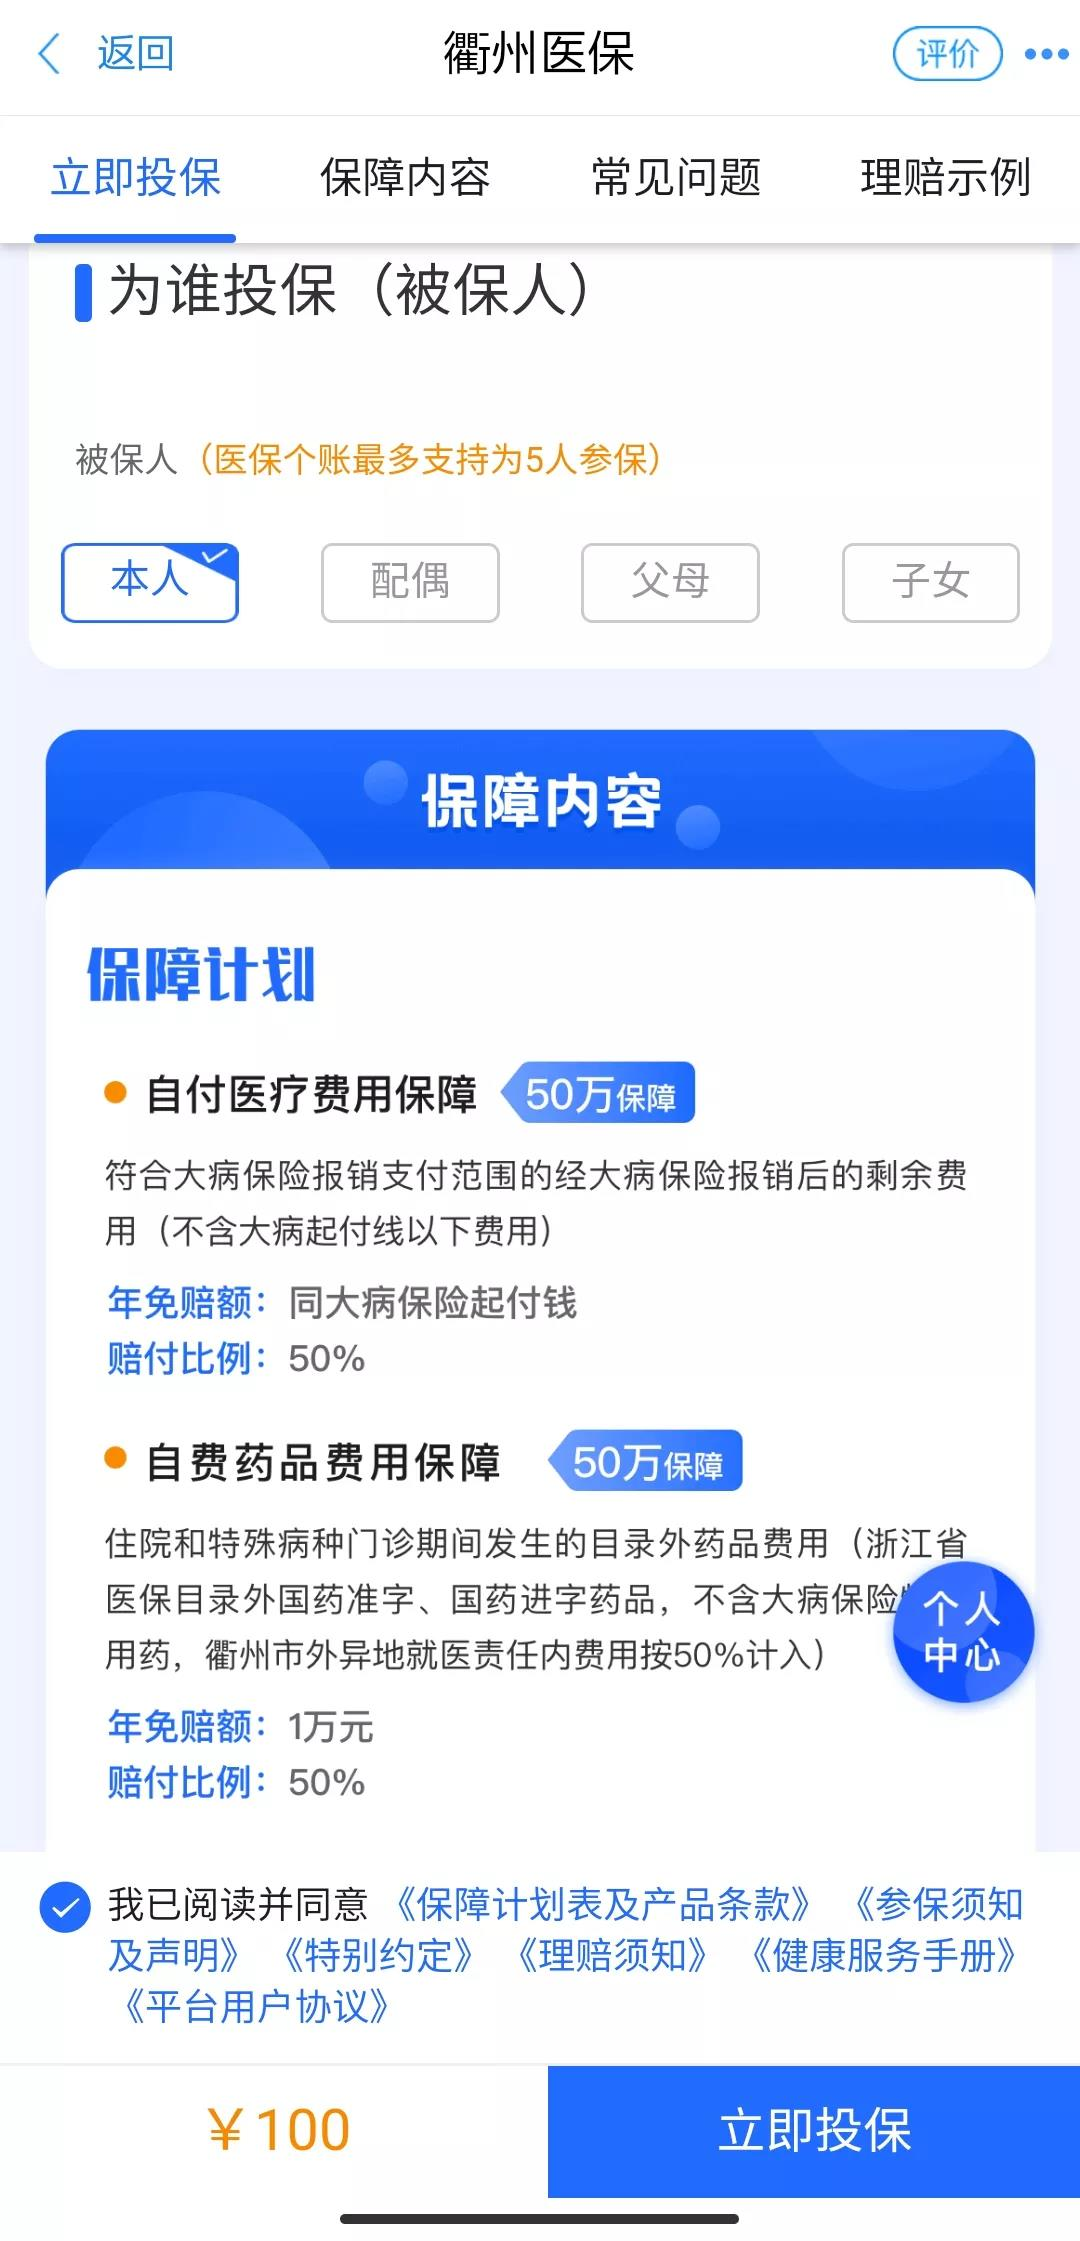 返回
衢州医保
评价
立即投保
保障内容
常见问题
理赔示例
为谁投保（被保人）
被保人（医保个账最多支持为5人参保）
本人
配偶
父母
子女
保障内容
保障计划
自付医疗费用保障
50万保障
符合大病保险报销支付范围的经大病保险报销后的剩余费
用（不含大病起付线以下费用）
年免赔额：同大病保险起付钱
赔付比例：50%
自费药品费用保障
50万保障
住院和特殊病种门诊期间发生的目录外药品费用（浙江省
医保目录外国药准字、国药进字药品，不含大病保险
用药，衢州市外异地就医责任内费用按50%计入）
个人
中心
年免赔额：1万元
赔付比例：50%
我已阅读并同意《保障计划表及产品条款》《参保须知
及声明》《特别约定》《理赔须知》《健康服务手册》
《平台用户协议》
￥100
立即投保